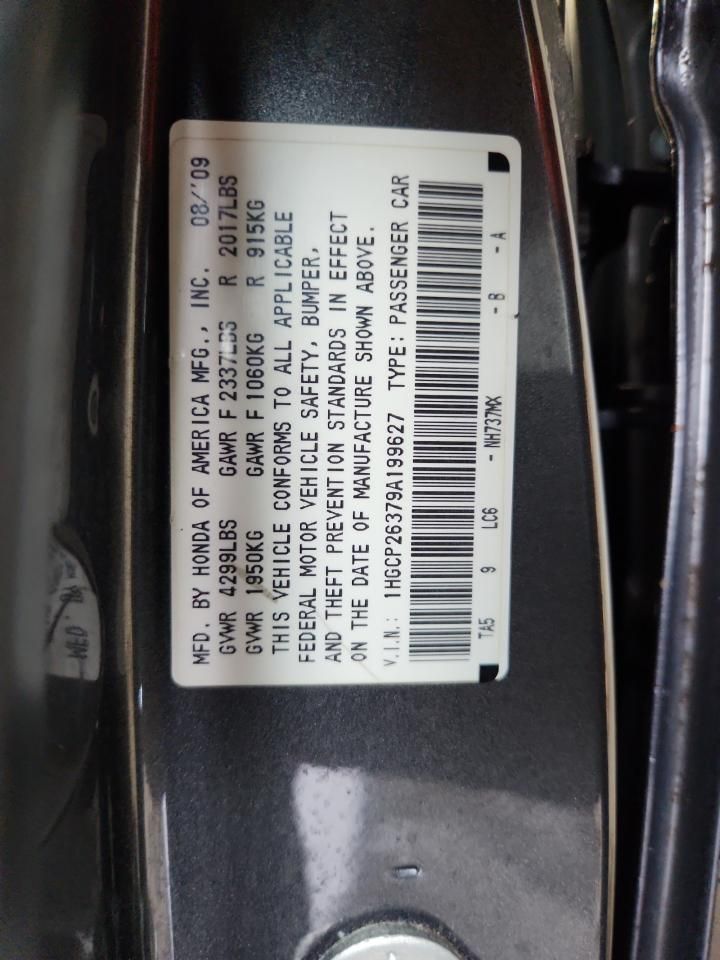 MFD. BY HONDA OF AMERICA MFG., INC. 08/'09
GVWR 4299LBS GAWR F 2337LBS R 2017LBS
GVWR 1950KG GAWR F 1060KG R 915KG
THIS VEHICLE CONFORMS TO ALL APPLICABLE
FEDERAL MOTOR VEHICLE SAFETY, BUMPER,
AND THEFT PREVENTION STANDARDS IN EFFECT
ON THE DATE OF MANUFACTURE SHOWN ABOVE.
V.I.N.: 1HGCP26379A199627 TYPE: PASSENGER CAR
TA5 9 LC6 - NH737MX - B - A